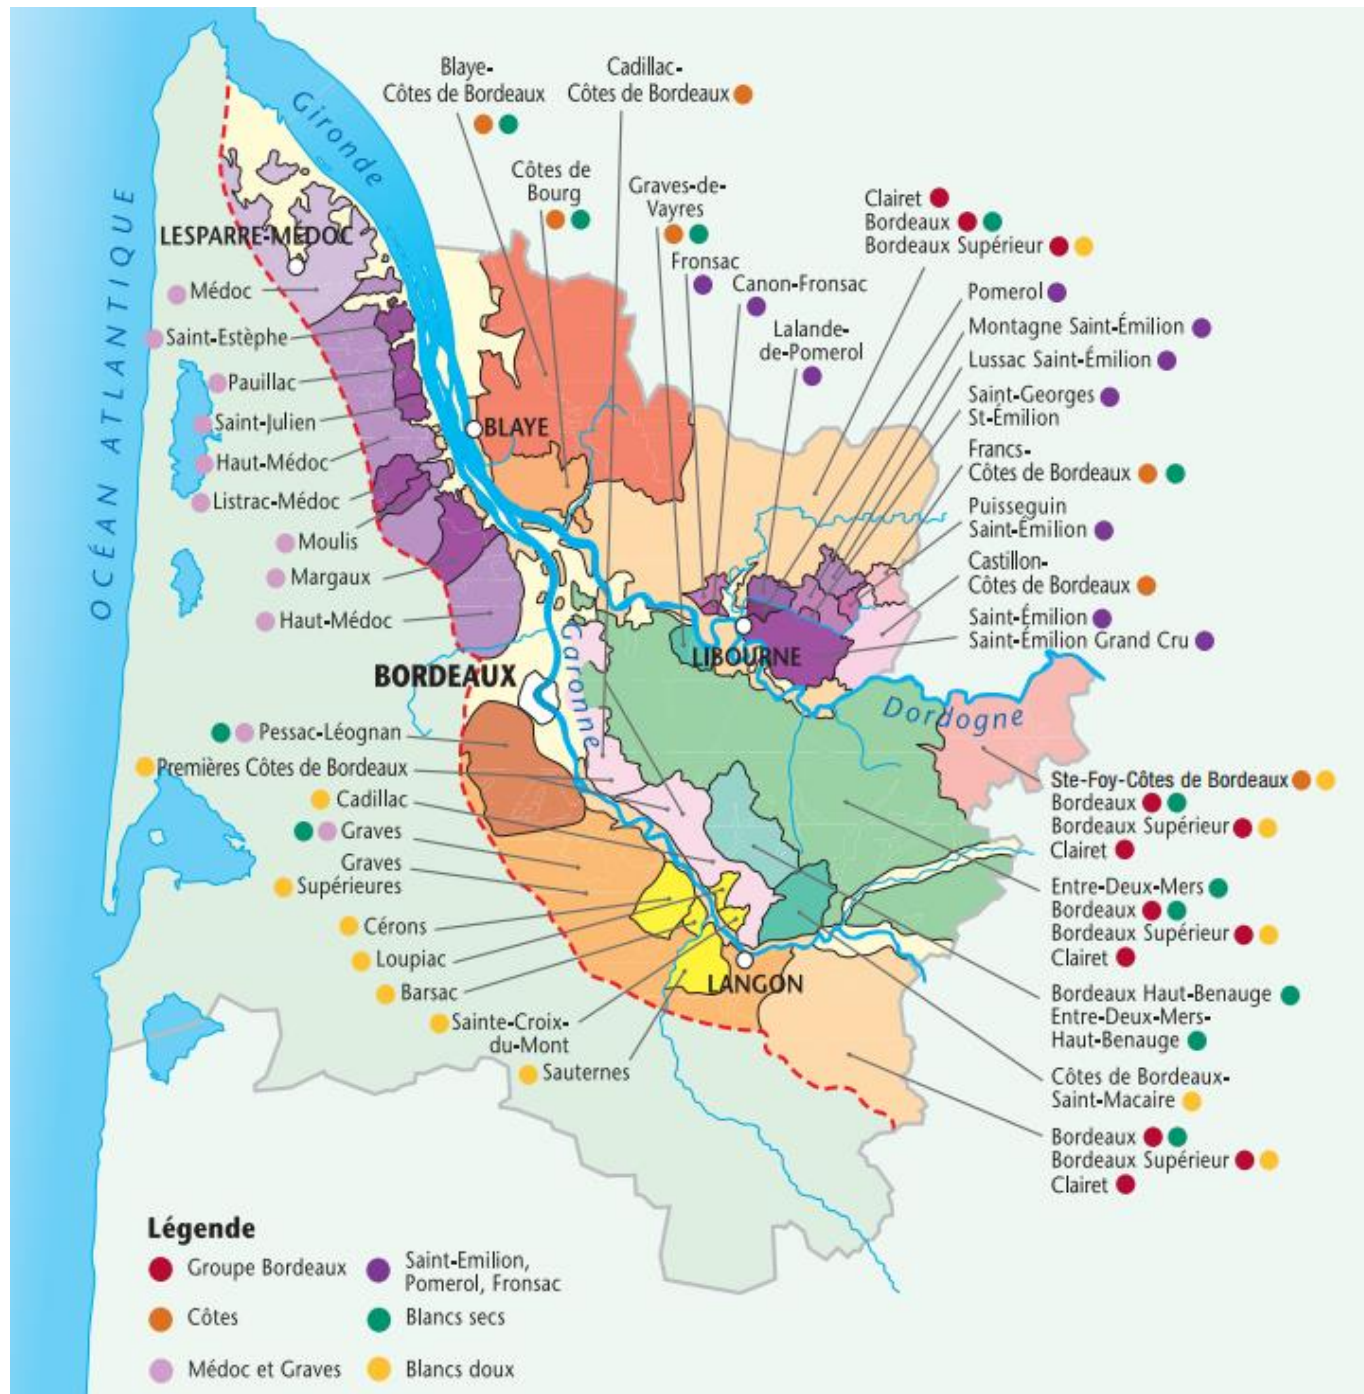 Blaye-
Côtes de Bordeaux
Cadillac-
Côtes de Bordeaux
Gironde
Côtes de
Bourg
Graves-de-
Vayres
Fronsac
Canon-Fronsac
Lalande-
de-Pomerol
Clairet
Bordeaux
Bordeaux Supérieur
Pomerol
Montagne Saint-Émilion
Lussac Saint-Émilion
Saint-Georges
St-Émilion
Francs-
Côtes de Bordeaux
Puisseguin
Saint-Émilion
Castillon-
Côtes de Bordeaux
Saint-Émilion
Saint-Émilion Grand Cru
OCÉAN ATLANTIQUE
LESPARRE-MÉDOC
Médoc
Saint-Estèphe
Pauillac
Saint-Julien
Haut-Médoc
Listrac-Médoc
Moulis
Margaux
Haut-Médoc
BLAYE
LIBOURNE
BORDEAUX
Garonne
Dordogne
Pessac-Léognan
Premières Côtes de Bordeaux
Cadillac
Graves
Graves
Supérieures
Cérons
Loupiac
Barsac
Sainte-Croix-
du-Mont
Sauternes
LANGON
Ste-Foy-Côtes de Bordeaux
Bordeaux
Bordeaux Supérieur
Clairet
Entre-Deux-Mers
Bordeaux
Bordeaux Supérieur
Clairet
Bordeaux Haut-Benauge
Entre-Deux-Mers-
Haut-Benauge
Côtes de Bordeaux-
Saint-Macaire
Bordeaux
Bordeaux Supérieur
Clairet
Légende
Groupe Bordeaux
Saint-Emilion,
Pomerol, Fronsac
Côtes
Blancs secs
Médoc et Graves
Blancs doux